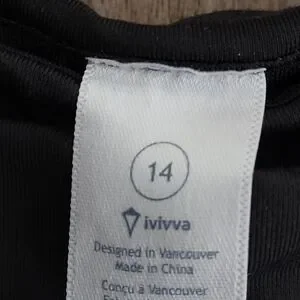 14
ivivva
Designed in Vancouver
Made in China
Conçu à Vancouver